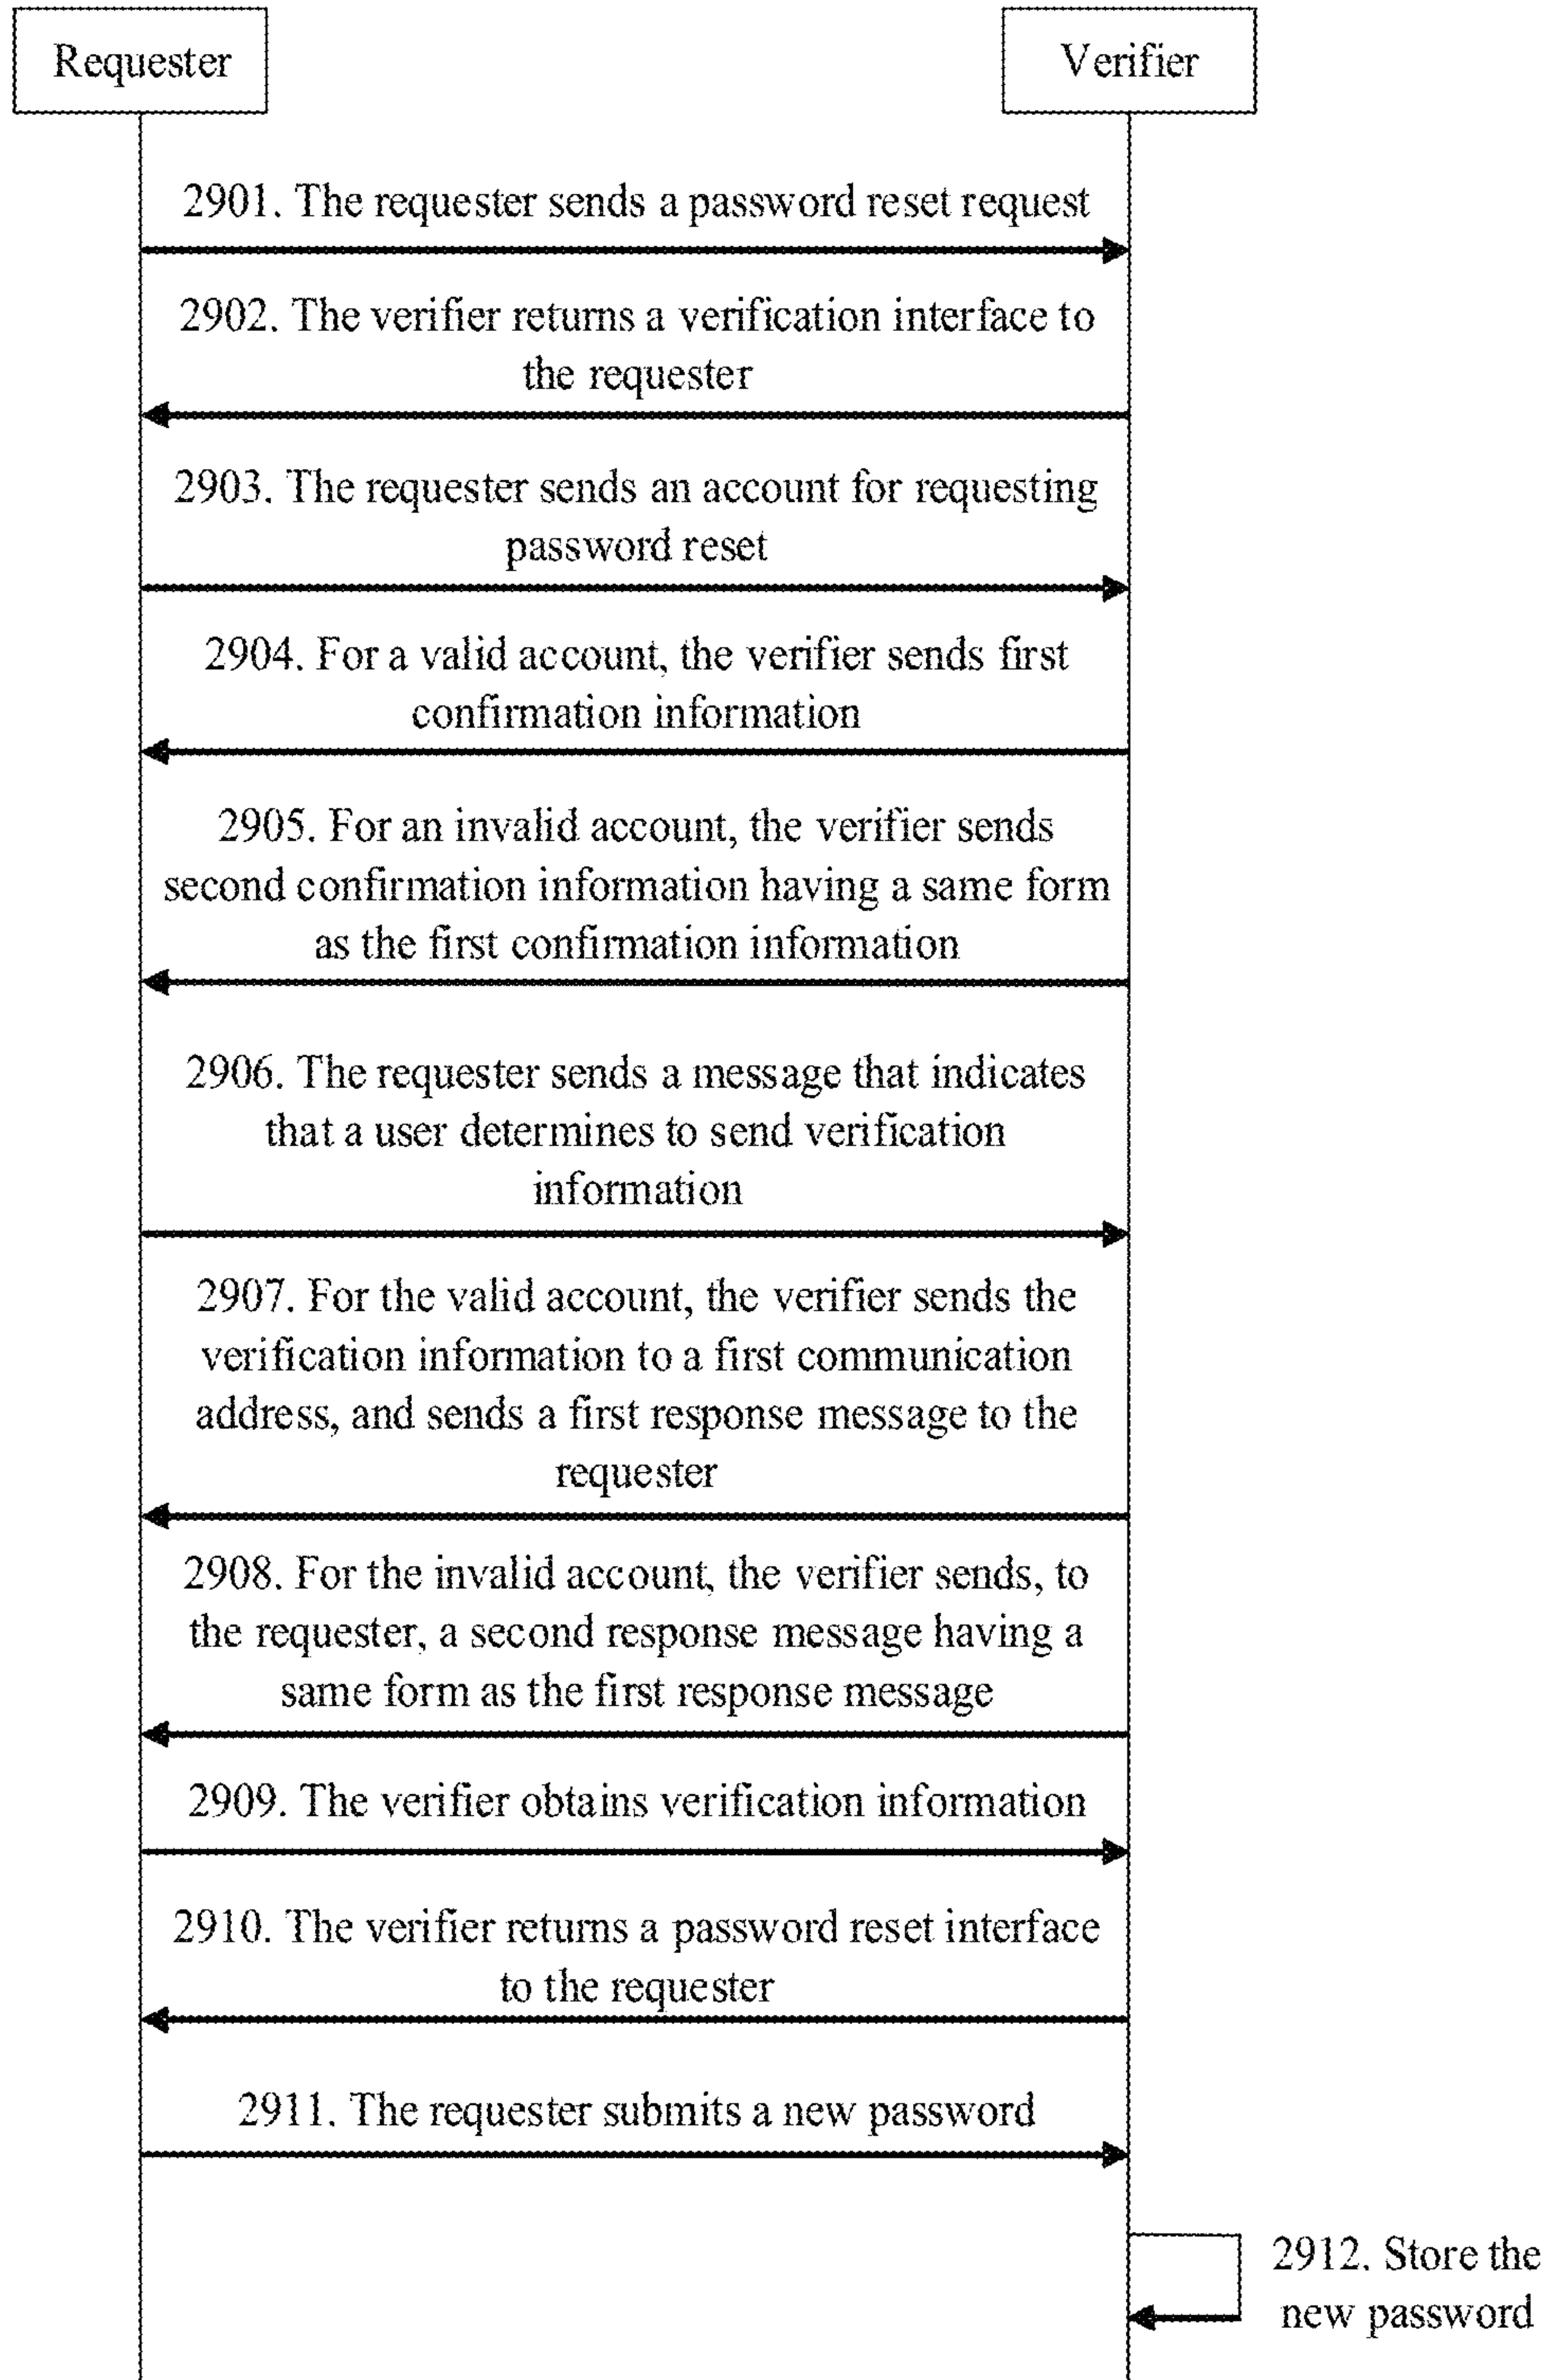 Requester
Verifier
2901. The requester sends a password reset request
2902. The verifier returns a verification interface to
the requester
2903. The requester sends an account for requesting
password reset
2904. For a valid account, the verifier sends first
confirmation information
2905. For an invalid account, the verifier sends
second confirmation information having a same form
as the first confirmation information
2906. The requester sends a message that indicates
that a user determines to send verification
information
2907. For the valid account, the verifier sends the
verification information to a first communication
address, and sends a first response message to the
requester
2908. For the invalid account, the verifier sends, to
the requester, a second response message having a
same form as the first response message
2909. The verifier obtains verification information
2910. The verifier returns a password reset interface
to the requester
2911. The requester submits a new password
2912. Store the
new password